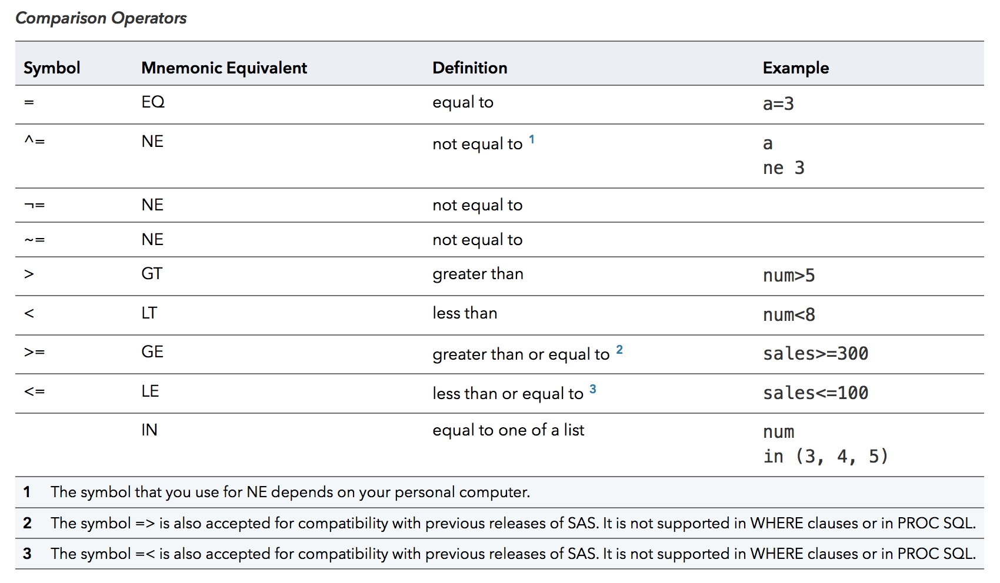 Comparison Operators
Symbol Mnemonic Equivalent Definition Example
= EQ equal to a=3
^= NE not equal to 1 a
ne 3
¬= NE not equal to
~= NE not equal to
> GT greater than num>5
< LT less than num<8
>= GE greater than or equal to 2 sales>=300
<= LE less than or equal to 3 sales<=100
IN equal to one of a list num
in (3, 4, 5)
1 The symbol that you use for NE depends on your personal computer.
2 The symbol => is also accepted for compatibility with previous releases of SAS. It is not supported in WHERE clauses or in PROC SQL.
3 The symbol =< is also accepted for compatibility with previous releases of SAS. It is not supported in WHERE clauses or in PROC SQL.